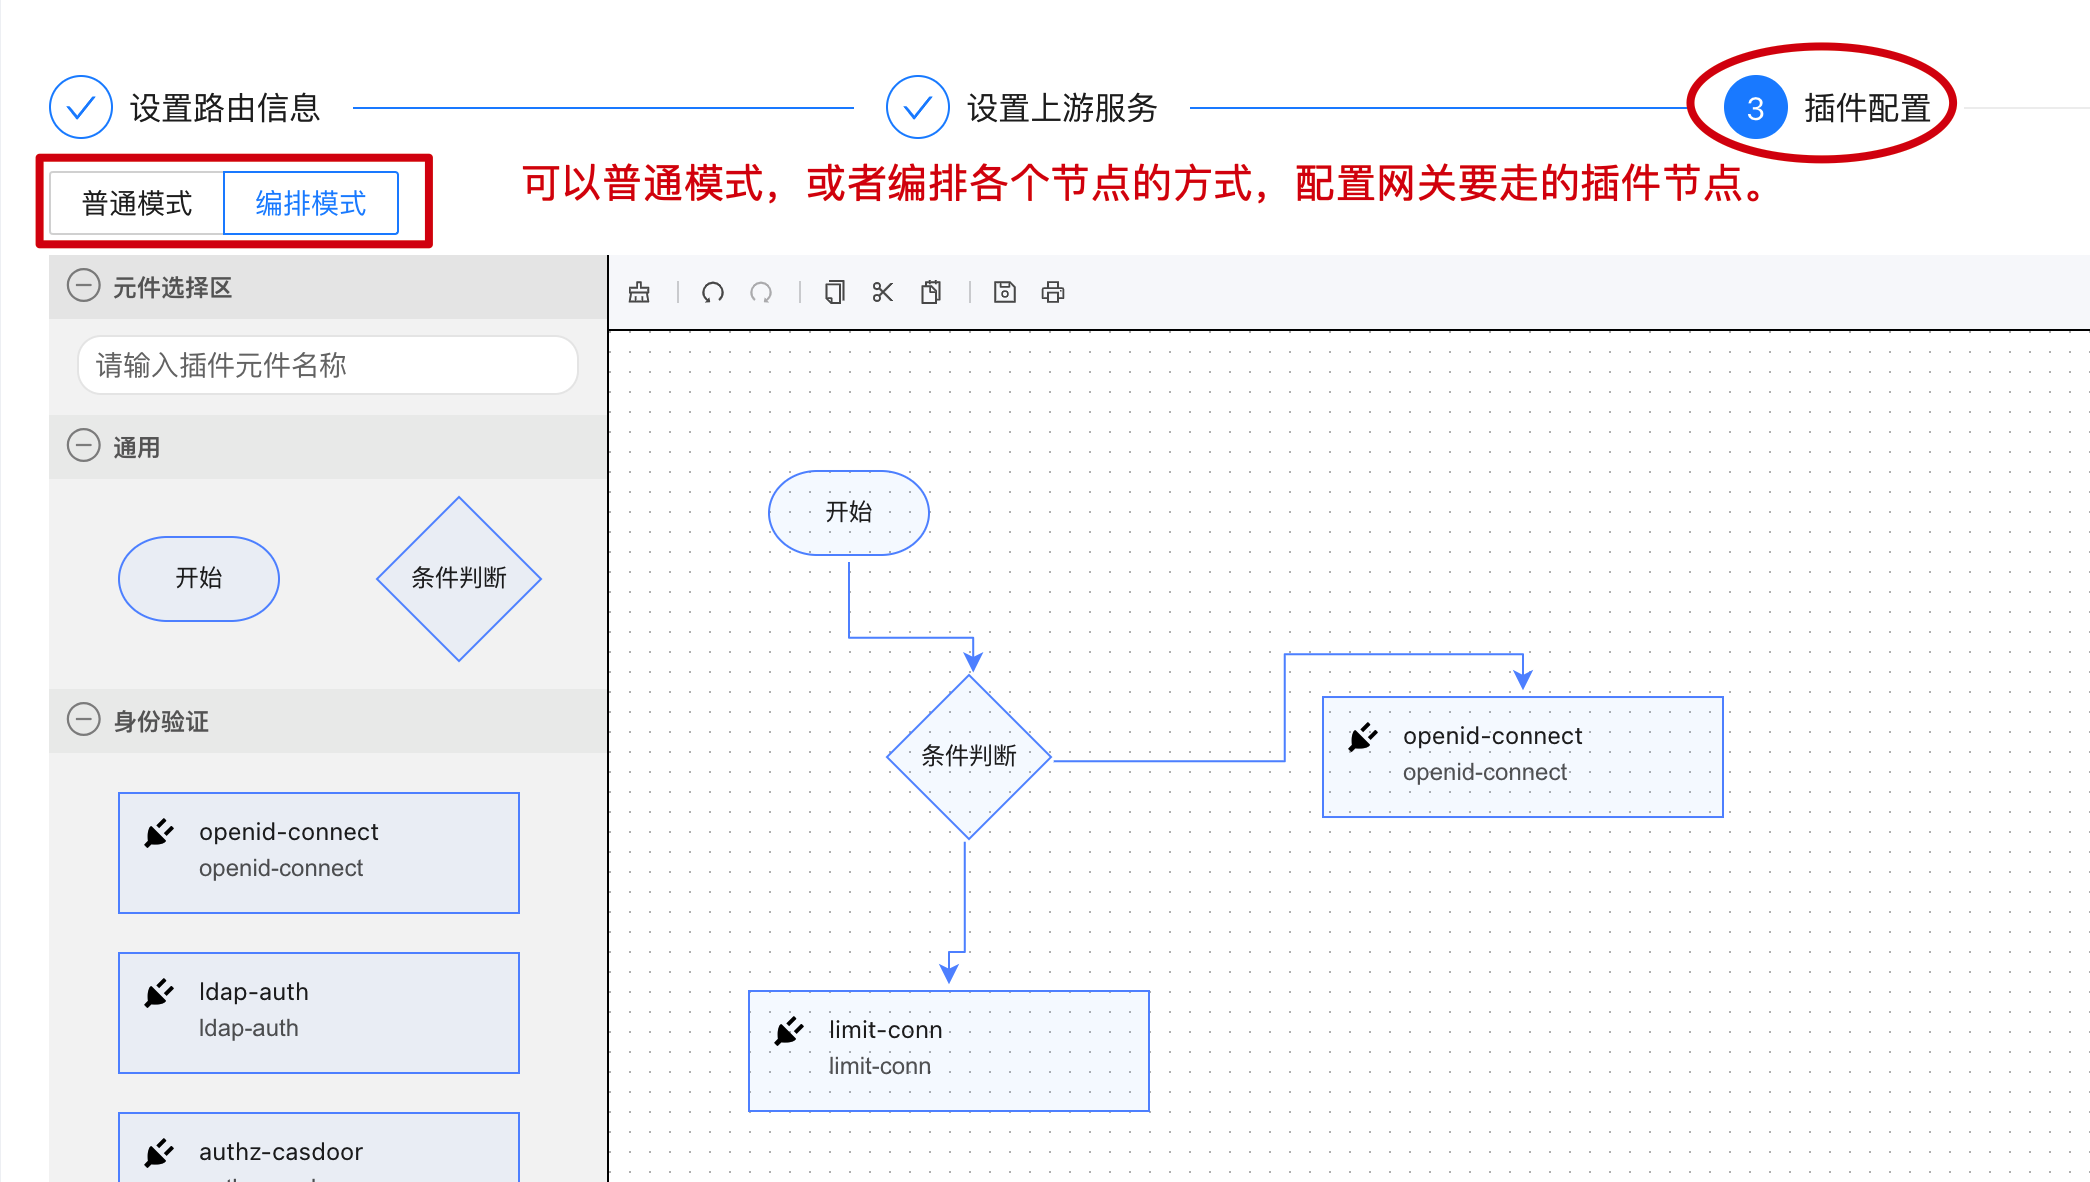 设置路由信息
设置上游服务
3 插件配置
普通模式 编排模式
可以普通模式，或者编排各个节点的方式，配置网关要走的插件节点。
元件选择区
请输入插件元件名称
通用
开始
条件判断
身份验证
openid-connect
openid-connect
ldap-auth
ldap-auth
authz-casdoor
开始
条件判断
openid-connect
openid-connect
limit-conn
limit-conn